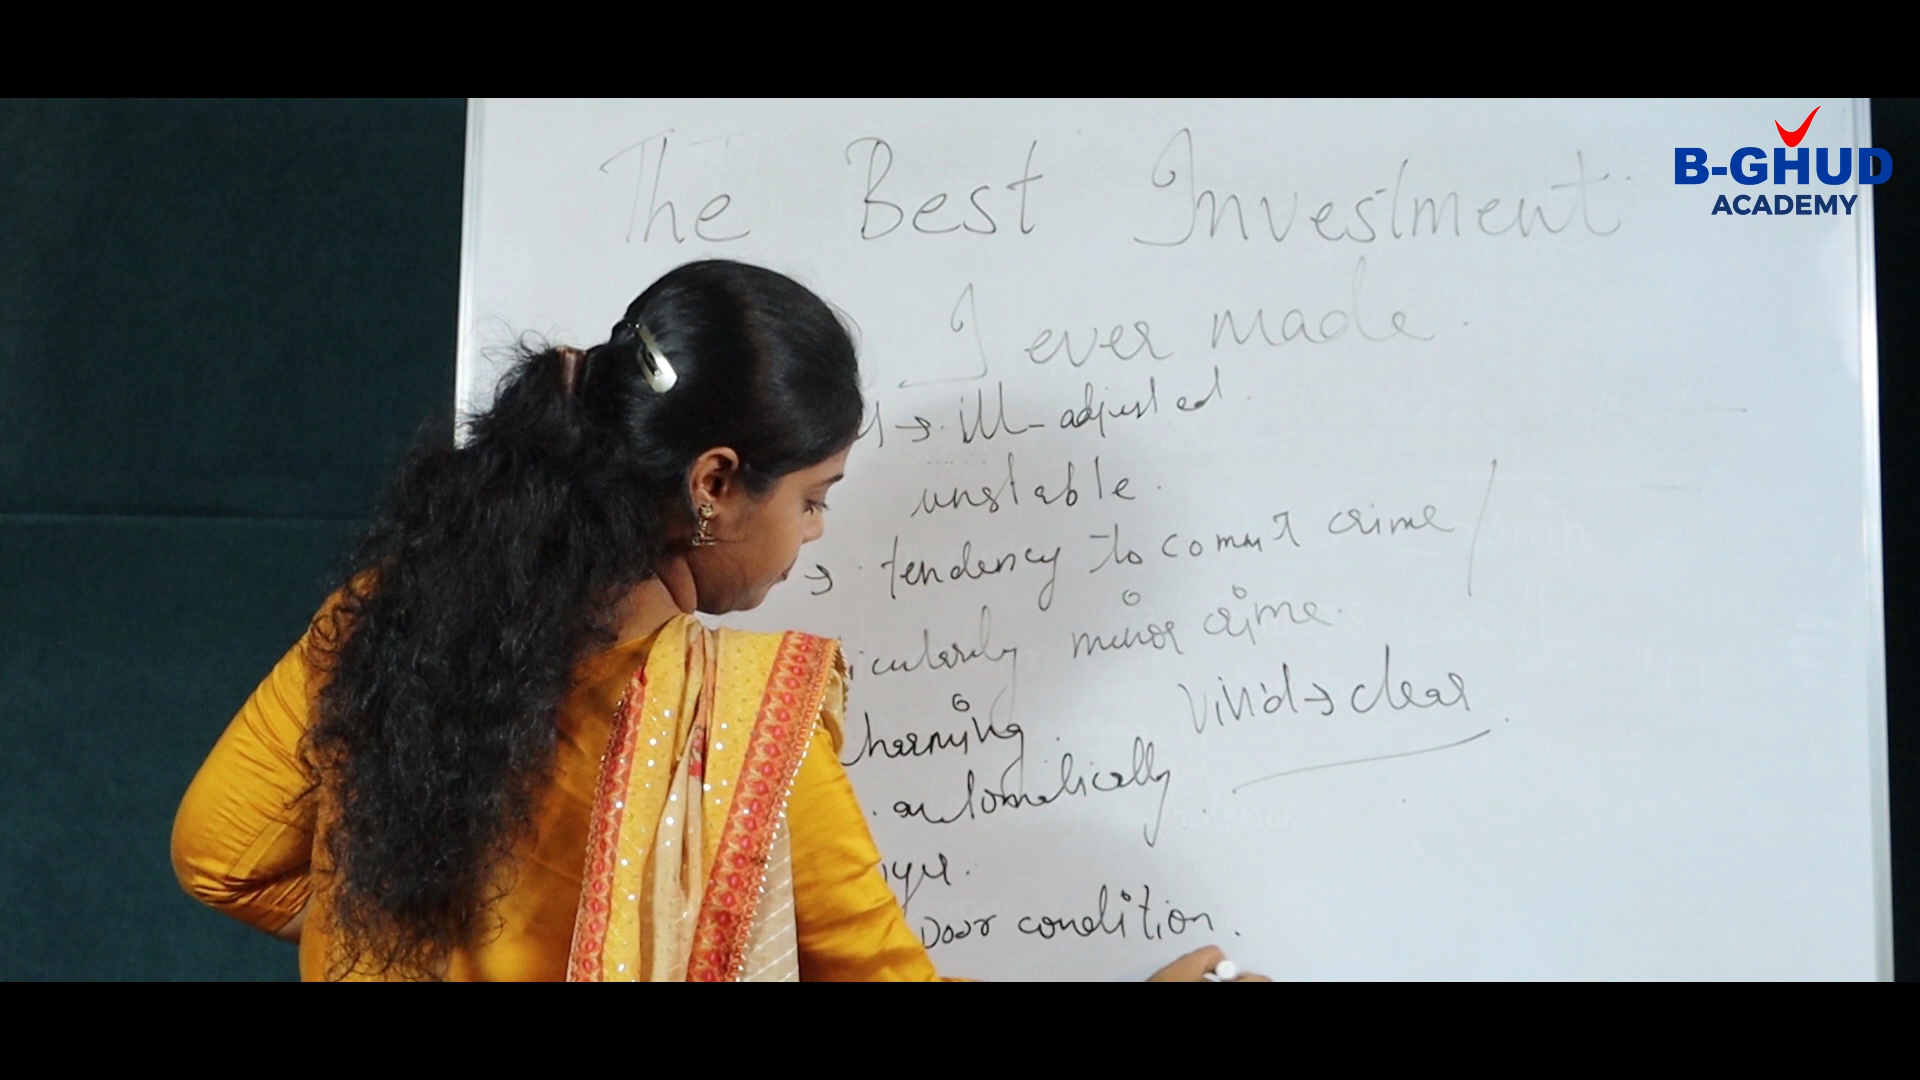 B-GHUD
ACADEMY
The Best Investment
I ever made.
→ ill-adjusted.
unstable.
→ tendency to commit crime /
minor crime.
vivid → clear
charming.
automatically
poor condition.